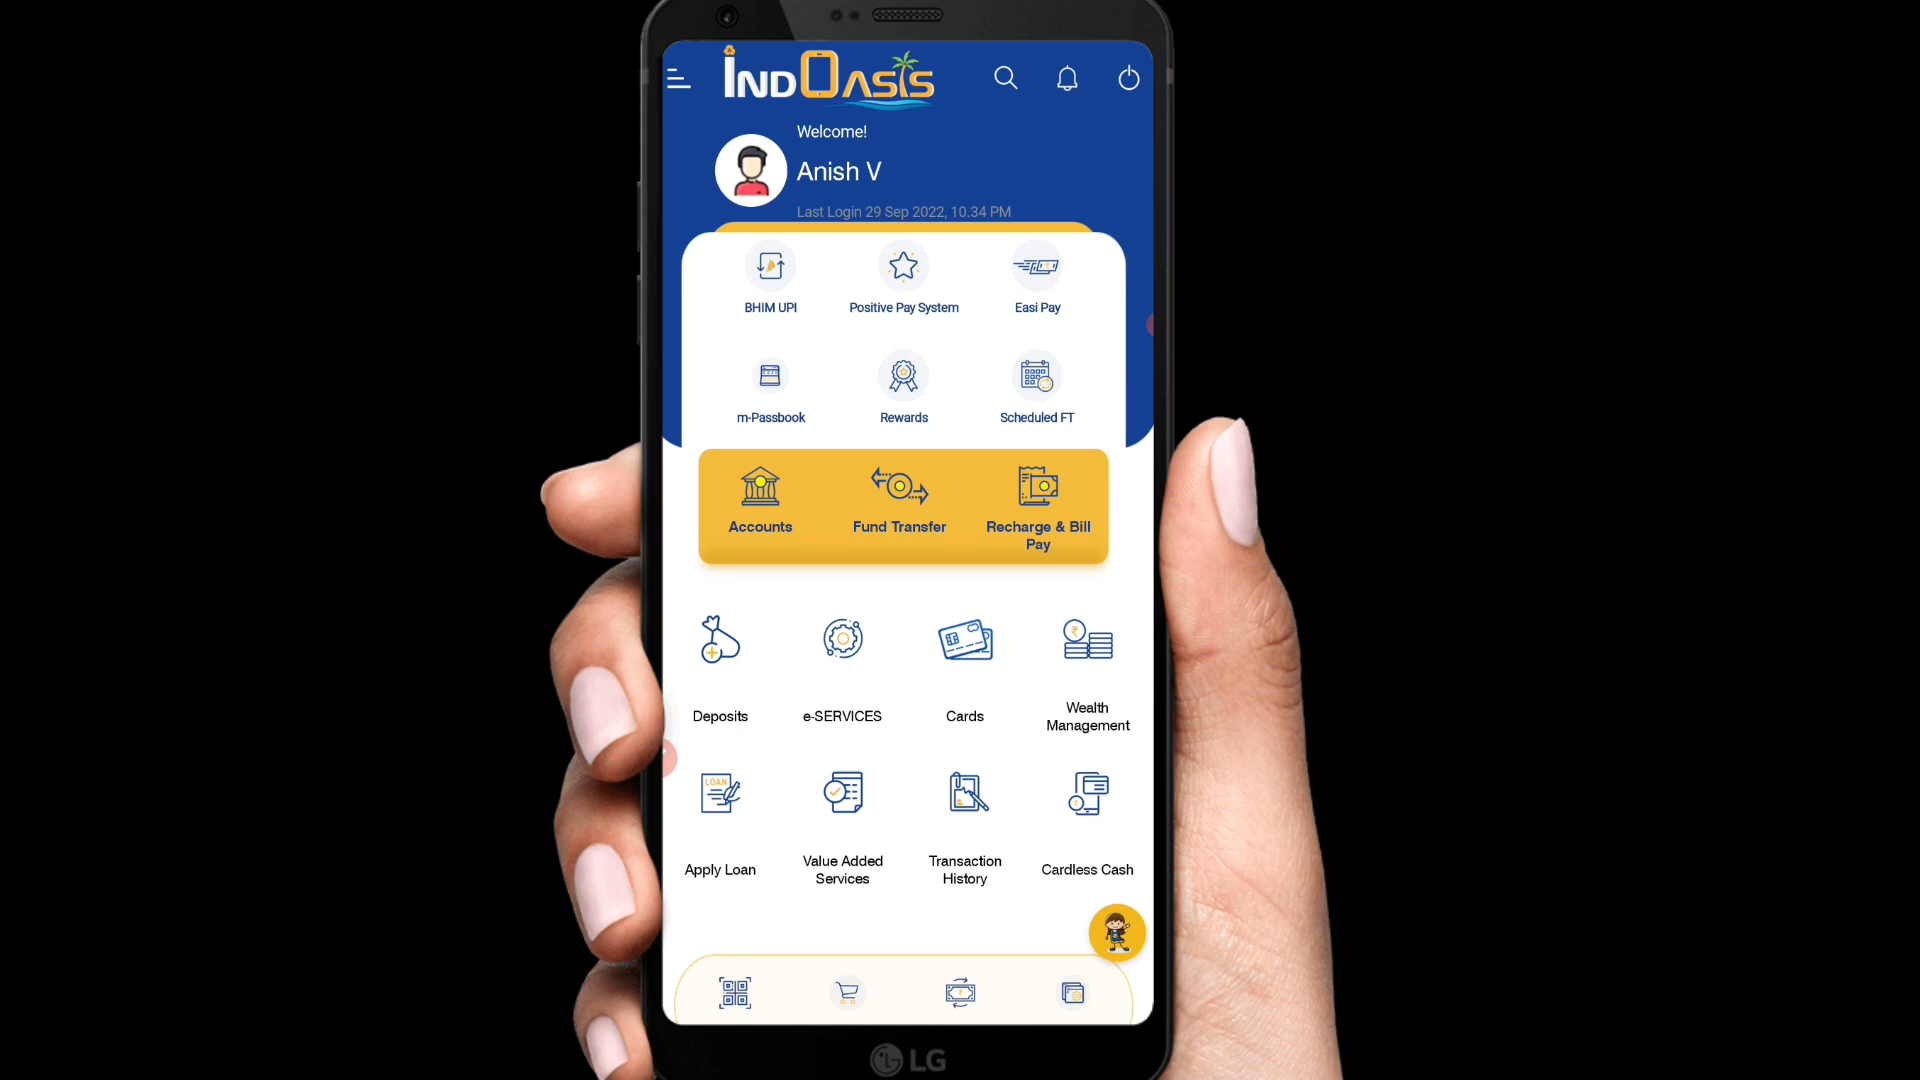 IndOasis
Welcome!
Anish V
Last Login 29 Sep 2022, 10.34 PM
BHIM UPI
Positive Pay System
Easi Pay
m-Passbook
Rewards
Scheduled FT
Accounts
Fund Transfer
Recharge & Bill
Pay
Deposits
e-SERVICES
Cards
Wealth
Management
LOAN
Apply Loan
Value Added
Services
Transaction
History
Cardless Cash
LG